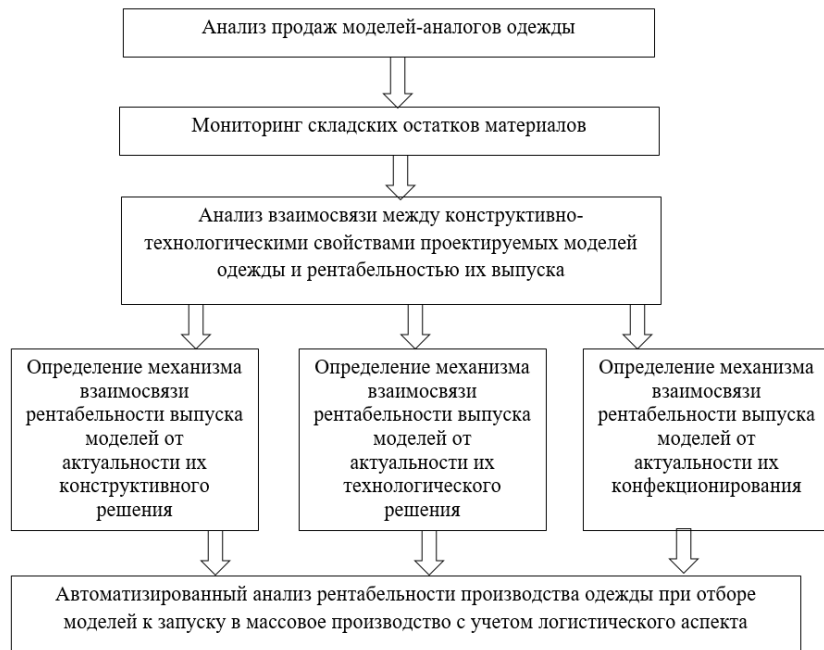 Анализ продаж моделей-аналогов одежды
Мониторинг складских остатков материалов
Анализ взаимосвязи между конструктивно-
технологическими свойствами проектируемых моделей
одежды и рентабельностью их выпуска
Определение механизма
взаимосвязи
рентабельности выпуска
моделей от
актуальности их
конструктивного
решения
Определение механизма
взаимосвязи
рентабельности выпуска
моделей от
актуальности их
технологического
решения
Определение механизма
взаимосвязи
рентабельности выпуска
моделей от
актуальности их
конфекционирования
Автоматизированный анализ рентабельности производства одежды при отборе
моделей к запуску в массовое производство с учетом логистического аспекта